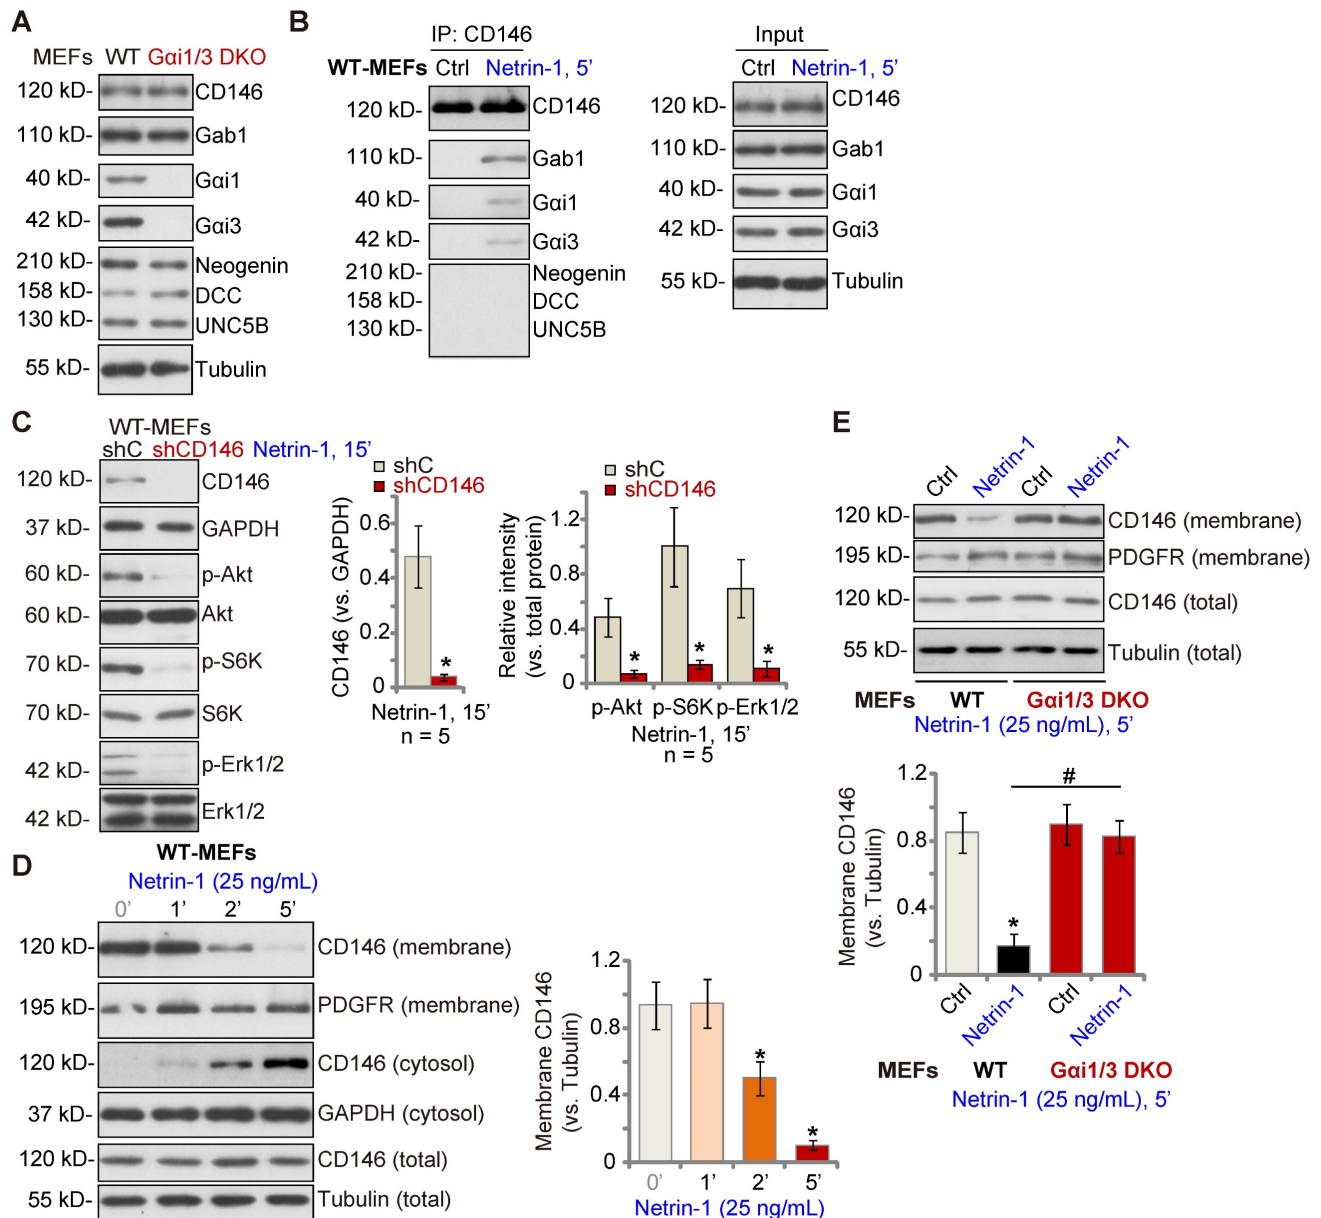 A
MEFs WT Gαi1/3 DKO
120 kD- CD146
110 kD- Gab1
40 kD- Gαi1
42 kD- Gαi3
210 kD- Neogenin
158 kD- DCC
130 kD- UNC5B
55 kD- Tubulin
B
IP: CD146
WT-MEFs Ctrl Netrin-1, 5’
120 kD- CD146
110 kD- Gab1
40 kD- Gαi1
42 kD- Gαi3
210 kD- Neogenin
158 kD- DCC
130 kD- UNC5B
Input
Ctrl Netrin-1, 5’
120 kD- CD146
110 kD- Gab1
40 kD- Gαi1
42 kD- Gαi3
55 kD- Tubulin
C
WT-MEFs
shC shCD146 Netrin-1, 15’
120 kD- CD146
37 kD- GAPDH
60 kD- p-Akt
60 kD- Akt
70 kD- p-S6K
70 kD- S6K
42 kD- p-Erk1/2
42 kD- Erk1/2
shC
shCD146
CD146 (vs. GAPDH)
0.6
0.4
0.2
0
*
Netrin-1, 15’
n = 5
shC
shCD146
Relative intensity
(vs. total protein)
1.2
0.8
0.4
0
* * *
p-Akt p-S6K p-Erk1/2
Netrin-1, 15’
n = 5
D
WT-MEFs
Netrin-1 (25 ng/mL)
0’ 1’ 2’ 5’
120 kD- CD146 (membrane)
195 kD- PDGFR (membrane)
120 kD- CD146 (cytosol)
37 kD- GAPDH (cytosol)
120 kD- CD146 (total)
55 kD- Tubulin (total)
Membrane CD146
(vs. Tubulin)
1.2
0.8
0.4
0
* *
0’ 1’ 2’ 5’
Netrin-1 (25 ng/mL)
E
Ctrl Netrin-1 Ctrl Netrin-1
120 kD- CD146 (membrane)
195 kD- PDGFR (membrane)
120 kD- CD146 (total)
55 kD- Tubulin (total)
MEFs WT Gαi1/3 DKO
Netrin-1 (25 ng/mL), 5’
Membrane CD146
(vs. Tubulin)
1.2
0.8
0.4
0
#
*
Ctrl Netrin-1 Ctrl Netrin-1
MEFs WT Gαi1/3 DKO
Netrin-1 (25 ng/mL), 5’